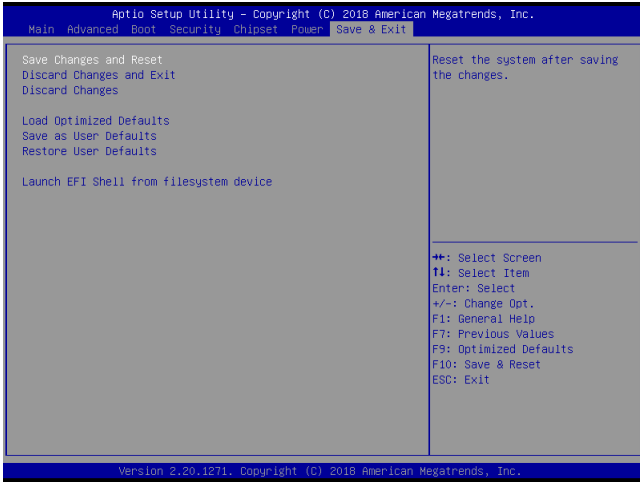 Aptio Setup Utility – Copyright (C) 2018 American Megatrends, Inc.
Main Advanced Boot Security Chipset Power Save & Exit
Save Changes and Reset
Discard Changes and Exit
Discard Changes
Load Optimized Defaults
Save as User Defaults
Restore User Defaults
Launch EFI Shell from filesystem device
Reset the system after saving
the changes.
→←: Select Screen
↑↓: Select Item
Enter: Select
+/-: Change Opt.
F1: General Help
F7: Previous Values
F9: Optimized Defaults
F10: Save & Reset
ESC: Exit
Version 2.20.1271. Copyright (C) 2018 American Megatrends, Inc.